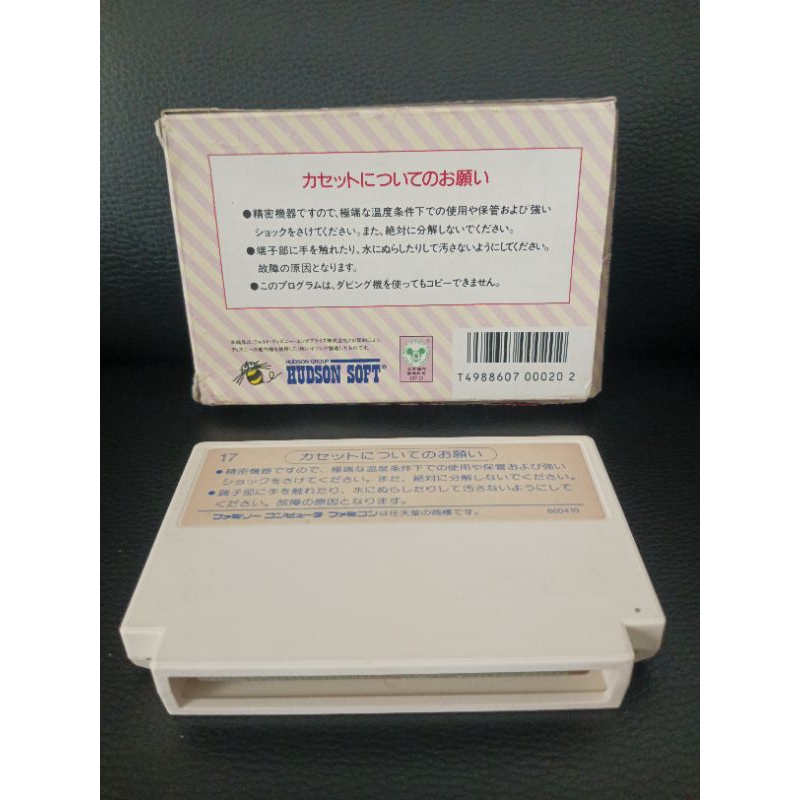 カセットについてのお願い
●精密機器ですので、極端な温度条件下での使用や保管および強い
ショックをさけてください。また、絶対に分解しないでください。
●端子部に手を触れたり、水にぬらしたりして汚さないようにしてください。
故障の原因となります。
●このプログラムは、ダビング機を使ってもコピーできません。
HUDSON GROUP
HUDSON SOFT
T4988607 00020 2
17
カセットについてのお願い
●精密機器ですので、極端な温度条件下での使用や保管および強い
ショックをさけてください。また、絶対に分解しないでください。
●端子部に手を触れたり、水にぬらしたりして汚さないようにして
ください。故障の原因となります。
ファミリーコンピュータ ファミコンは任天堂の商標です。